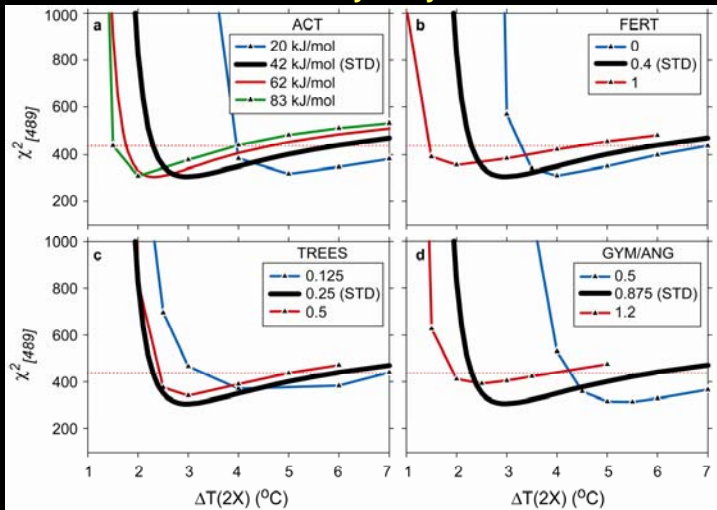 a
ACT
20 kJ/mol
42 kJ/mol (STD)
62 kJ/mol
83 kJ/mol
1000
800
600
400
200
χ²[489]
b
FERT
0
0.4 (STD)
1
c
TREES
0.125
0.25 (STD)
0.5
1000
800
600
400
200
χ²[489]
1 2 3 4 5 6 7
ΔT(2X) (⁰C)
d
GYM/ANG
0.5
0.875 (STD)
1.2
1 2 3 4 5 6 7
ΔT(2X) (⁰C)